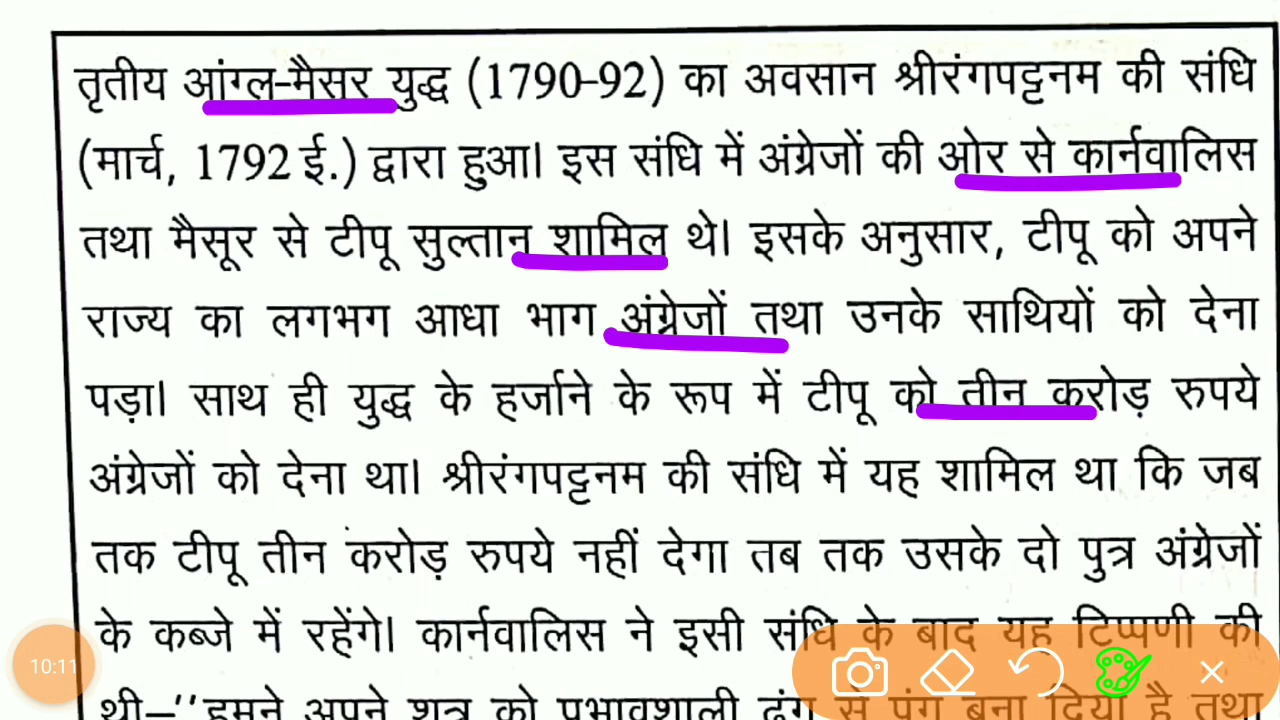 तृतीय आंग्ल-मैसर युद्ध (1790-92) का अवसान श्रीरंगपट्टनम की संधि
(मार्च, 1792 ई.) द्वारा हुआ। इस संधि में अंग्रेजों की ओर से कार्नवालिस
तथा मैसूर से टीपू सुल्तान शामिल थे। इसके अनुसार, टीपू को अपने
राज्य का लगभग आधा भाग अंग्रेजों तथा उनके साथियों को देना
पड़ा। साथ ही युद्ध के हर्जाने के रूप में टीपू को तीन करोड़ रुपये
अंग्रेजों को देना था। श्रीरंगपट्टनम की संधि में यह शामिल था कि जब
तक टीपू तीन करोड़ रुपये नहीं देगा तब तक उसके दो पुत्र अंग्रेजों
के कब्जे में रहेंगे। कार्नवालिस ने इसी संधि के बाद यह टिप्पणी की
थी–''हमने अपने शत्रु को प्रभावशाली ढंग से पंगु बना दिया है तथा
10:11